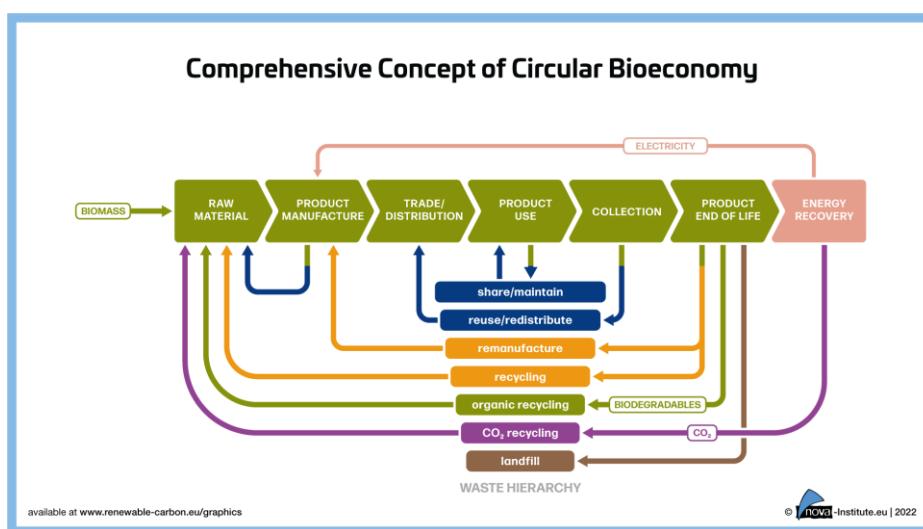 Comprehensive Concept of Circular Bioeconomy
ELECTRICITY
BIOMASS
RAW
MATERIAL
PRODUCT
MANUFACTURE
TRADE/
DISTRIBUTION
PRODUCT
USE
COLLECTION
PRODUCT
END OF LIFE
ENERGY
RECOVERY
share/maintain
reuse/redistribute
remanufacture
recycling
organic recycling
BIODEGRADABLES
CO₂ recycling
CO₂
landfill
WASTE HIERARCHY
available at www.renewable-carbon.eu/graphics
© nova-Institute.eu | 2022